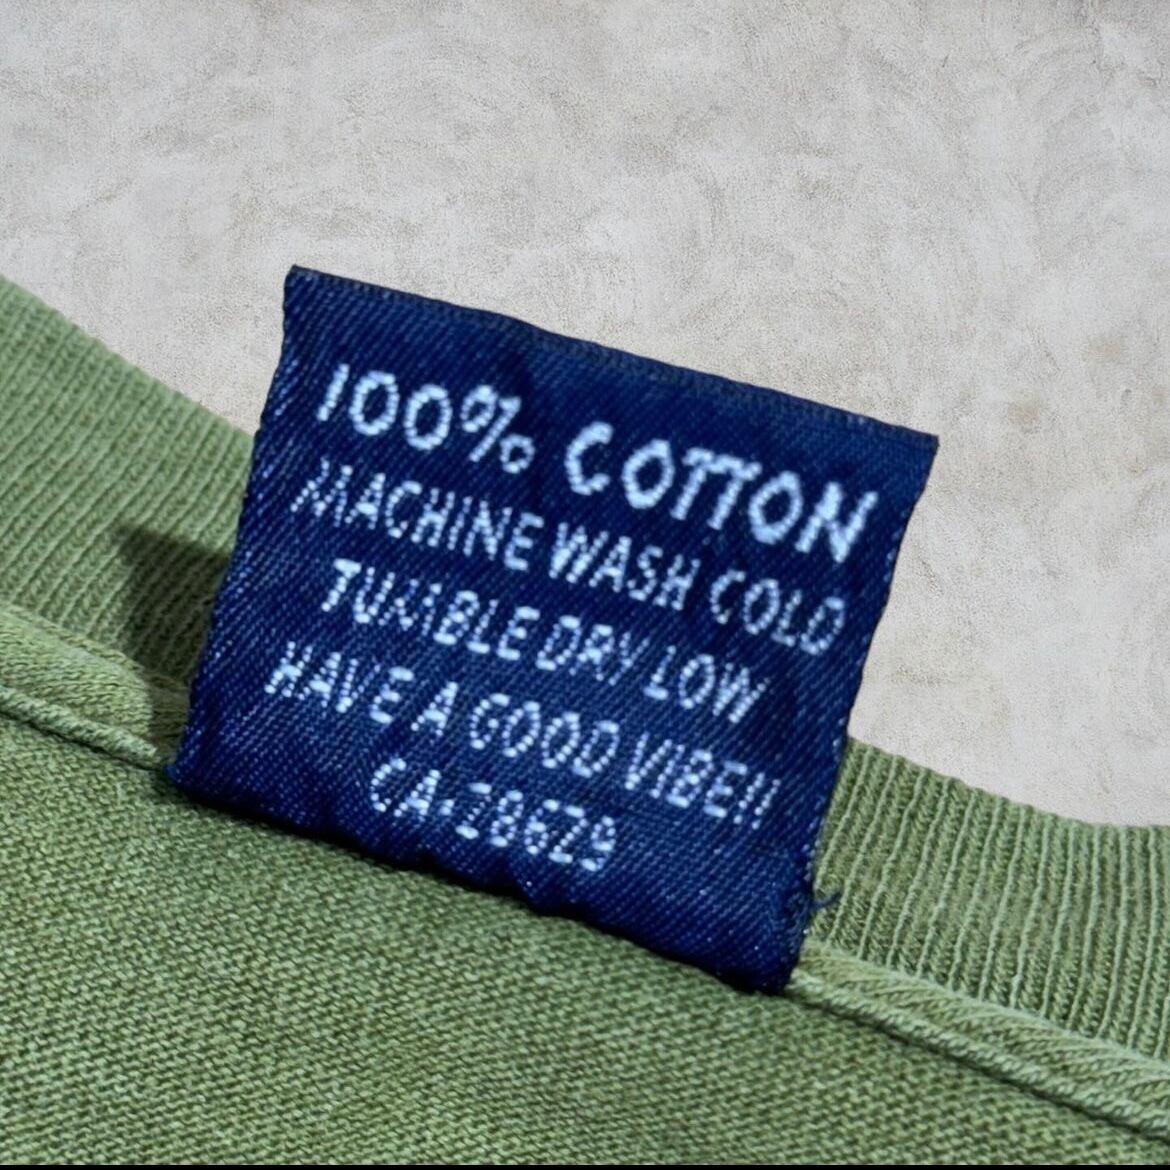 100% COTTON
MACHINE WASH COLD
TUMBLE DRY LOW
HAVE A GOOD VIBE!!
CA-28629